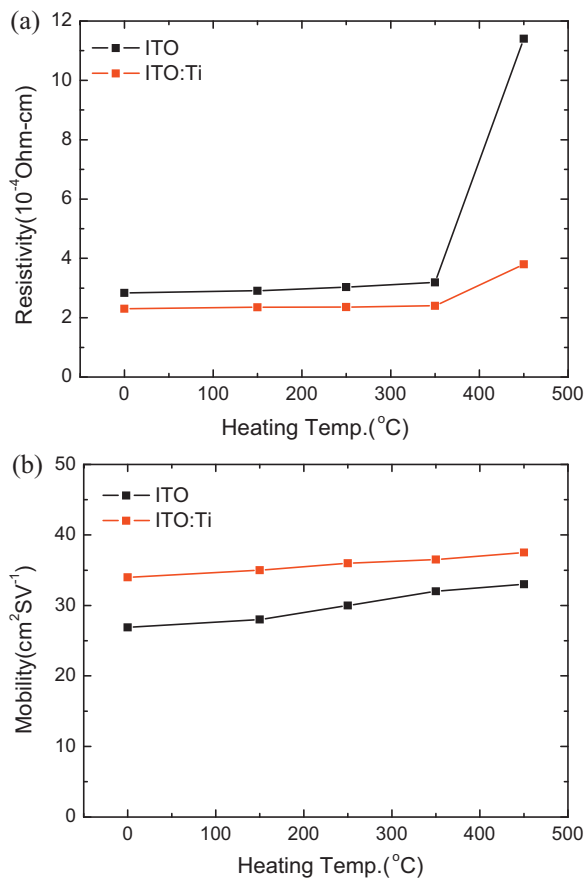 (a)
12
10
8
6
4
2
0
ITO
ITO:Ti
Resistivity(10⁻⁴Ohm-cm)
0 100 200 300 400 500
Heating Temp.(°C)
(b)
50
40
30
20
10
0
ITO
ITO:Ti
Mobility(cm²SV⁻¹)
0 100 200 300 400 500
Heating Temp.(°C)